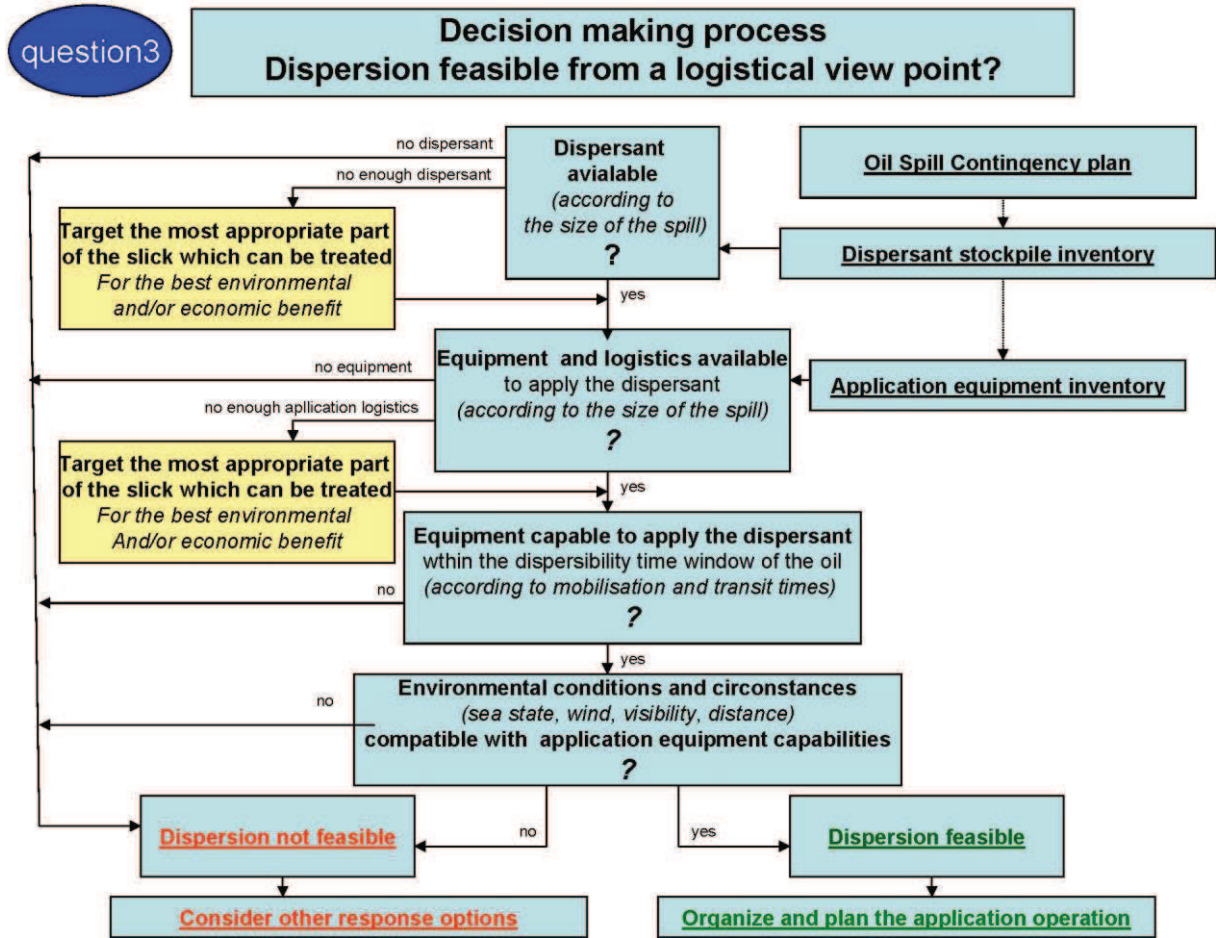 question3
Decision making process
Dispersion feasible from a logistical view point?
no dispersant
no enough dispersant
Dispersant
avialable
(according to
the size of the spill)
?
Oil Spill Contingency plan
Target the most appropriate part
of the slick which can be treated
For the best environmental
and/or economic benefit
Dispersant stockpile inventory
yes
no equipment
Equipment and logistics available
to apply the dispersant
(according to the size of the spill)
?
Application equipment inventory
no enough apllication logistics
Target the most appropriate part
of the slick which can be treated
For the best environmental
And/or economic benefit
yes
Equipment capable to apply the dispersant
wthin the dispersibility time window of the oil
(according to mobilisation and transit times)
?
no
yes
Environmental conditions and circonstances
(sea state, wind, visibility, distance)
compatible with application equipment capabilities
?
no
Dispersion not feasible
no
yes
Dispersion feasible
Consider other response options
Organize and plan the application operation